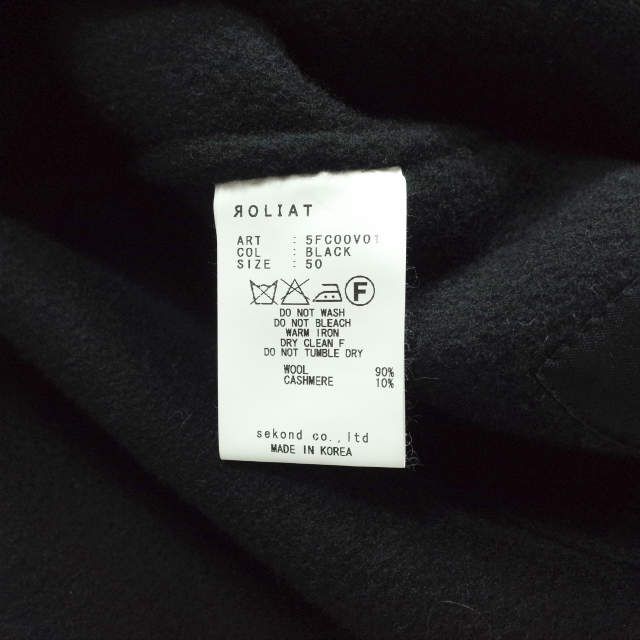 ЯOLIAT
ART : 5FC00V01
COL : BLACK
SIZE : 50
F
DO NOT WASH
DO NOT BLEACH
WARM IRON
DRY CLEAN F
DO NOT TUMBLE DRY
WOOL 90%
CASHMERE 10%
sekond co.,ltd
MADE IN KOREA